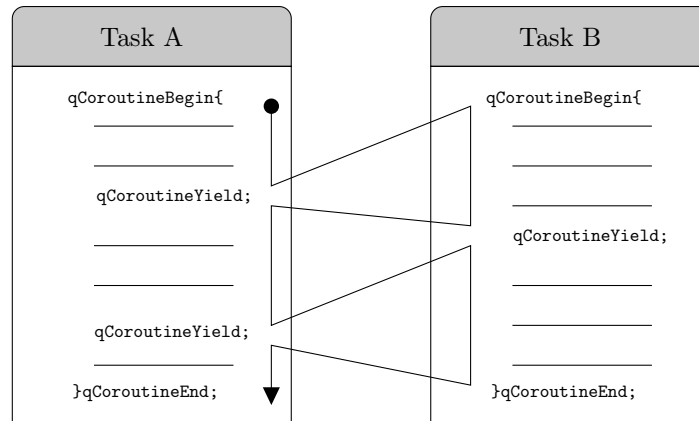 Task A
qCoroutineBegin{
qCoroutineYield;
qCoroutineYield;
}qCoroutineEnd;
Task B
qCoroutineBegin{
qCoroutineYield;
}qCoroutineEnd;